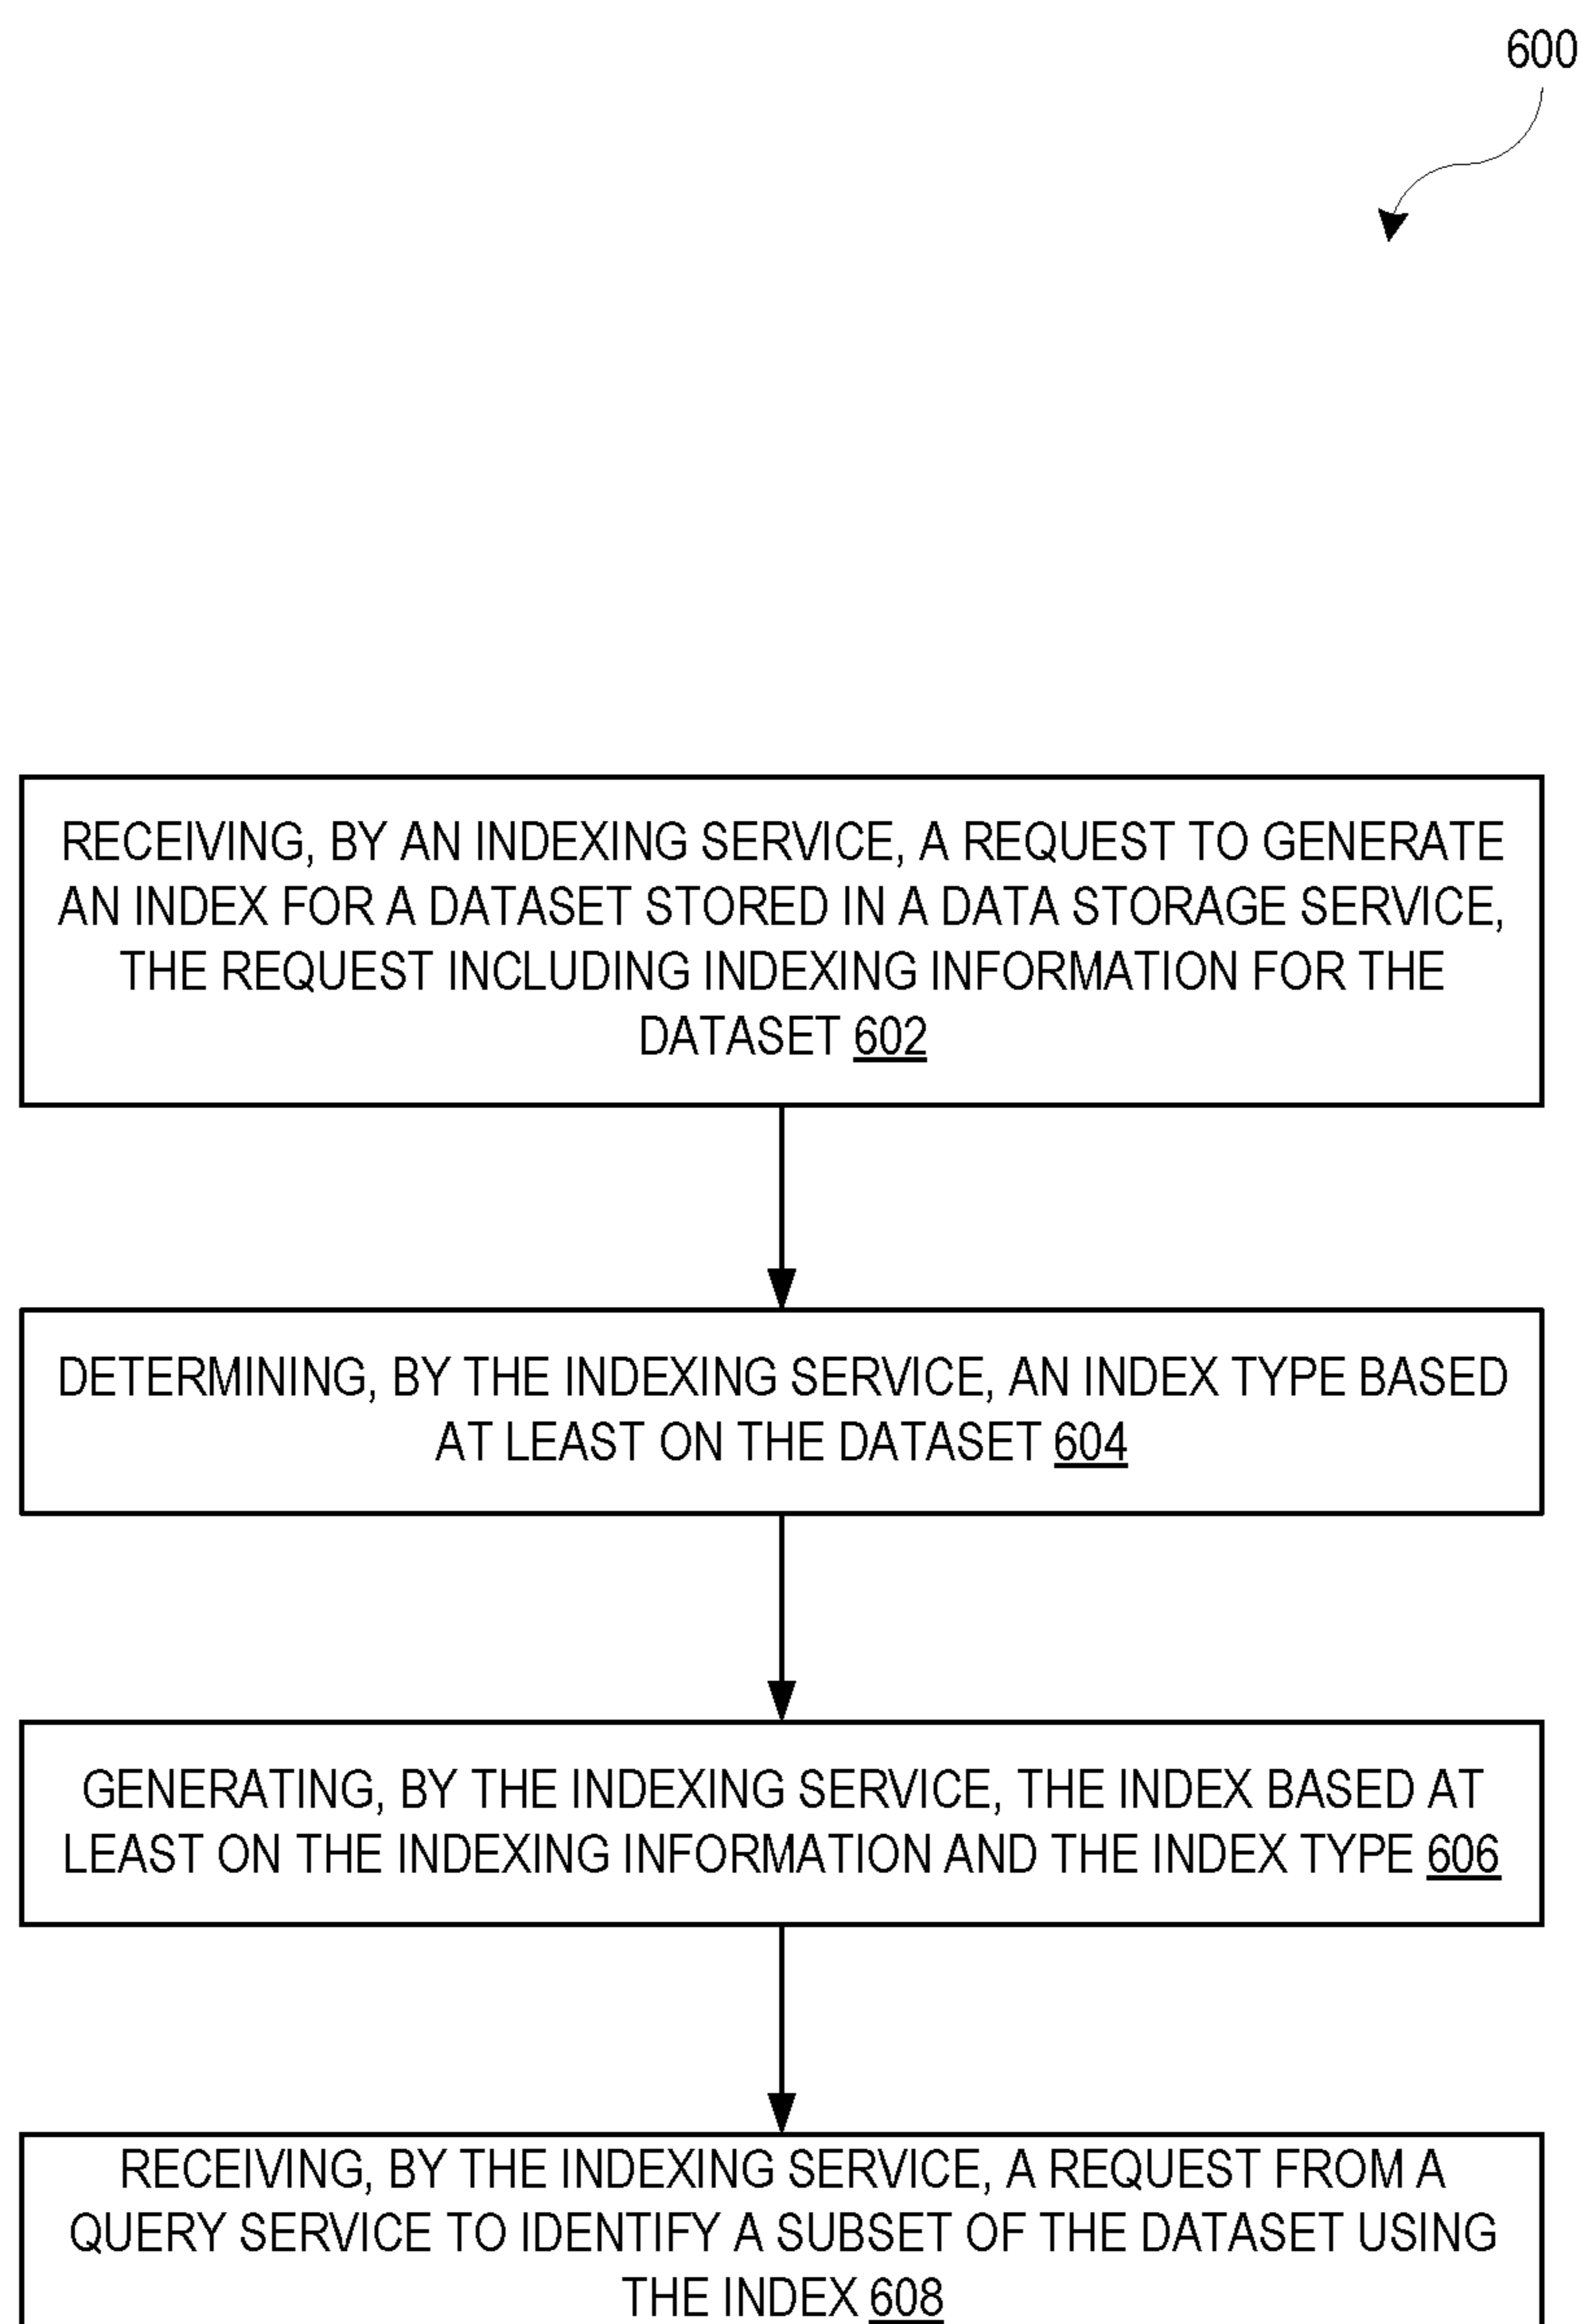 600
RECEIVING, BY AN INDEXING SERVICE, A REQUEST TO GENERATE
AN INDEX FOR A DATASET STORED IN A DATA STORAGE SERVICE,
THE REQUEST INCLUDING INDEXING INFORMATION FOR THE
DATASET 602
DETERMINING, BY THE INDEXING SERVICE, AN INDEX TYPE BASED
AT LEAST ON THE DATASET 604
GENERATING, BY THE INDEXING SERVICE, THE INDEX BASED AT
LEAST ON THE INDEXING INFORMATION AND THE INDEX TYPE 606
RECEIVING, BY THE INDEXING SERVICE, A REQUEST FROM A
QUERY SERVICE TO IDENTIFY A SUBSET OF THE DATASET USING
THE INDEX 608